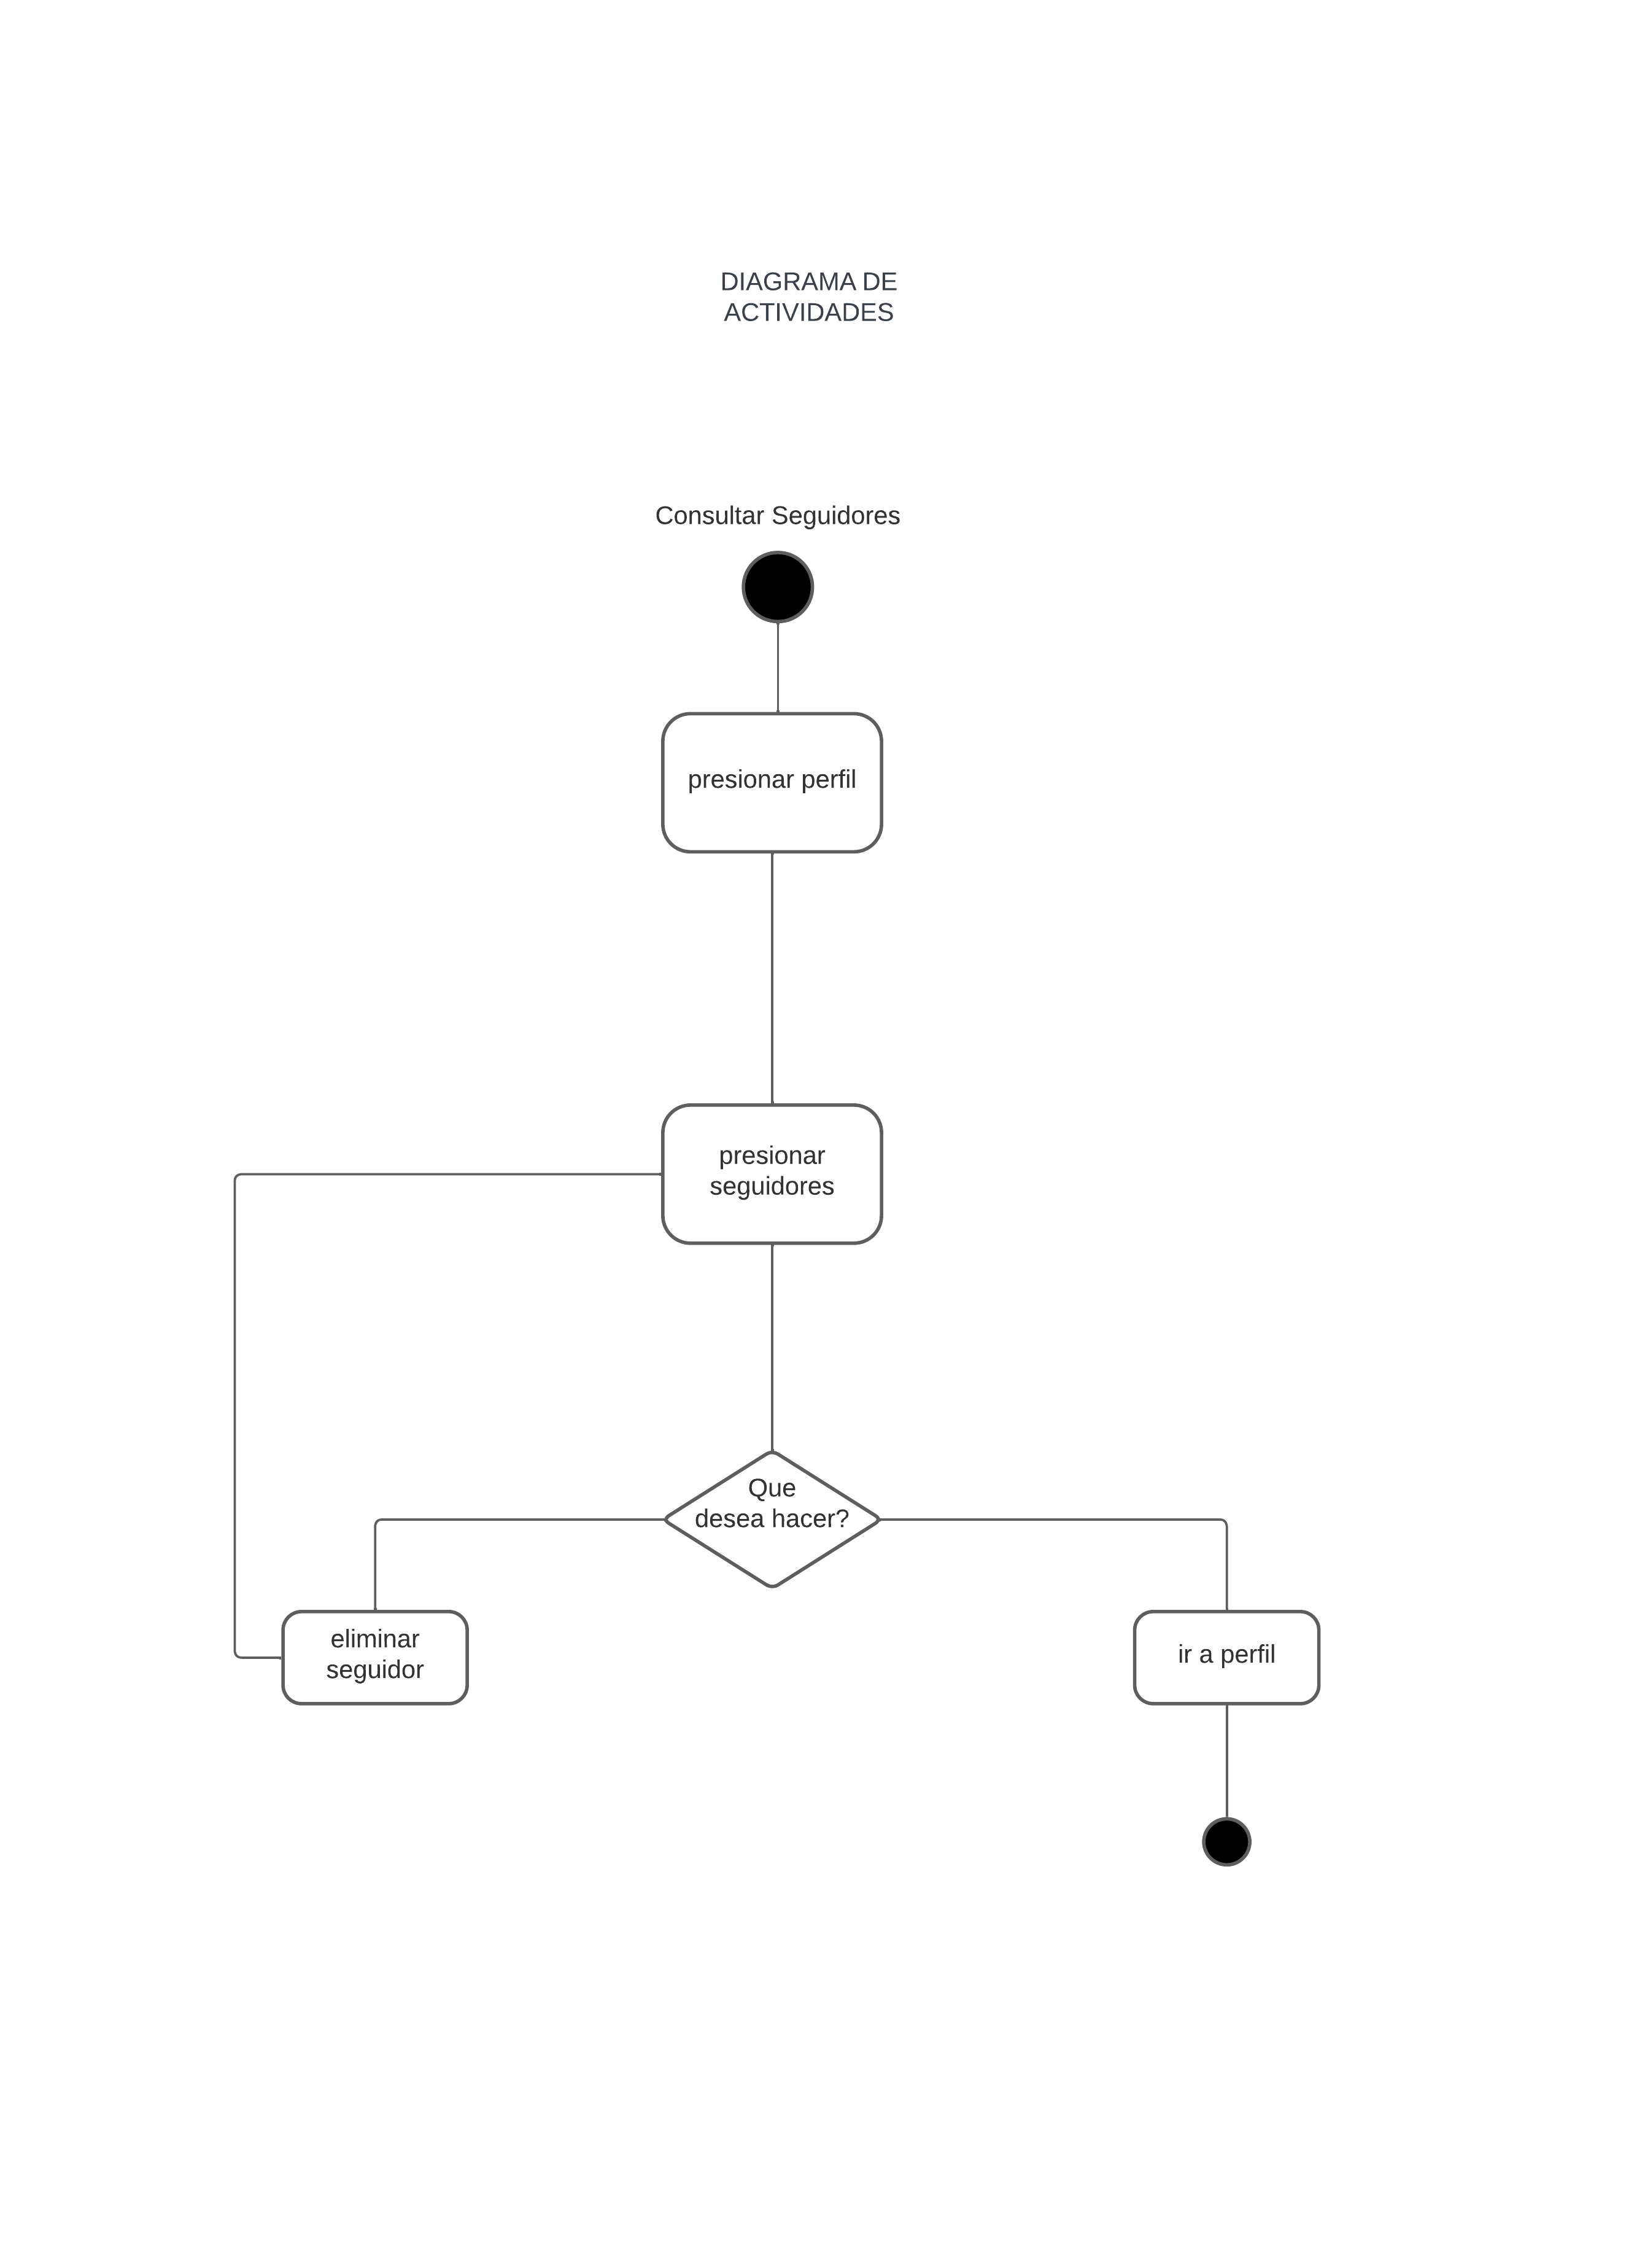 DIAGRAMA DE
ACTIVIDADES
Consultar Seguidores
presionar perfil
presionar
seguidores
Que
desea hacer?
eliminar
seguidor
ir a perfil